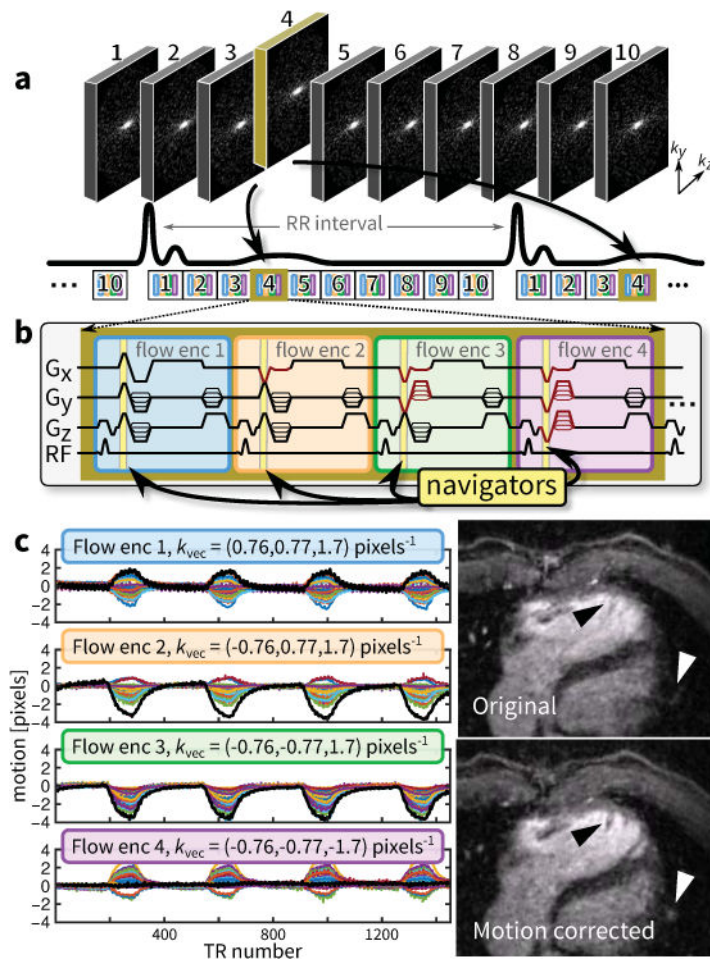 1 2 3 4 5 6 7 8 9 10
a
ky
kz
RR interval
... 10 1 2 3 4 5 6 7 8 9 10 1 2 3 4 ...
b
flow enc 1 flow enc 2 flow enc 3 flow enc 4
Gx
Gy
Gz
RF
...
navigators
c
Flow enc 1, kvec = (0.76,0.77,1.7) pixels-1
4
2
0
−2
−4
Flow enc 2, kvec = (-0.76,0.77,1.7) pixels-1
4
2
0
−2
−4
Flow enc 3, kvec = (-0.76,-0.77,1.7) pixels-1
4
2
0
−2
−4
Flow enc 4, kvec = (-0.76,-0.77,-1.7) pixels-1
4
2
0
−2
−4
motion [pixels]
400 800 1200
TR number
Original
Motion corrected